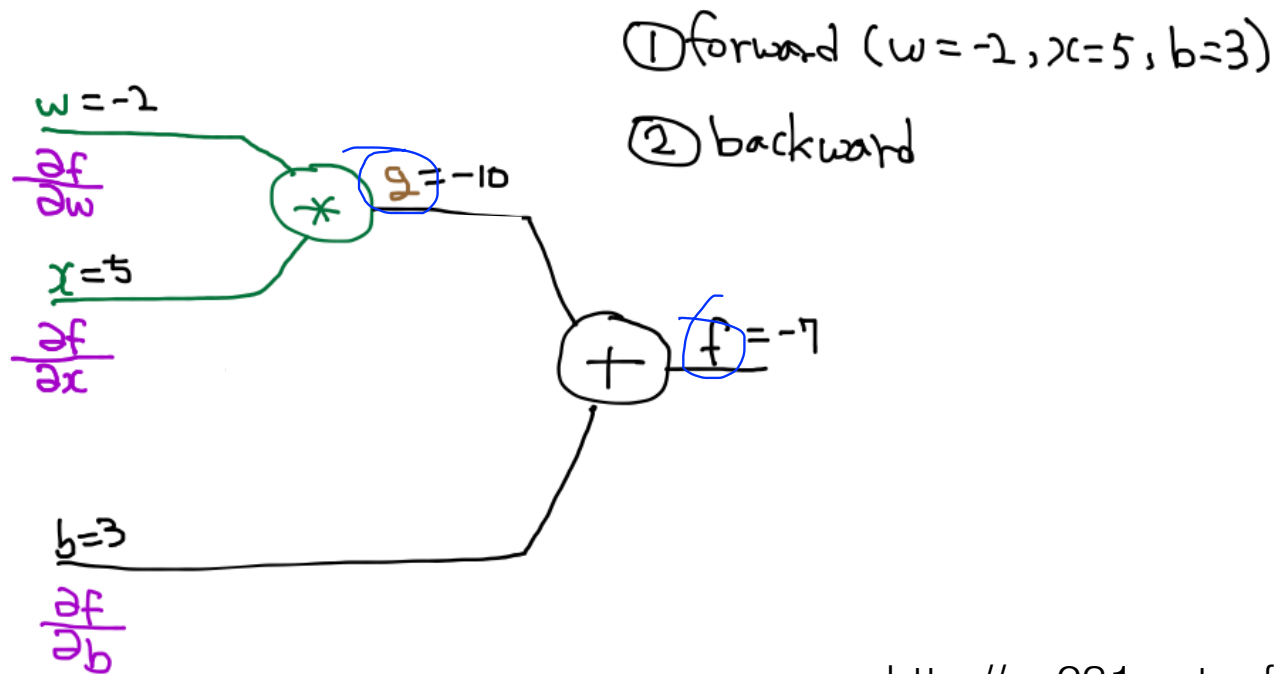 ① forward (w = -2, x = 5, b = 3)
② backward
w = -2
∂f
∂w
g = -10
*
x = 5
∂f
∂x
f = -7
+
b = 3
∂f
∂b